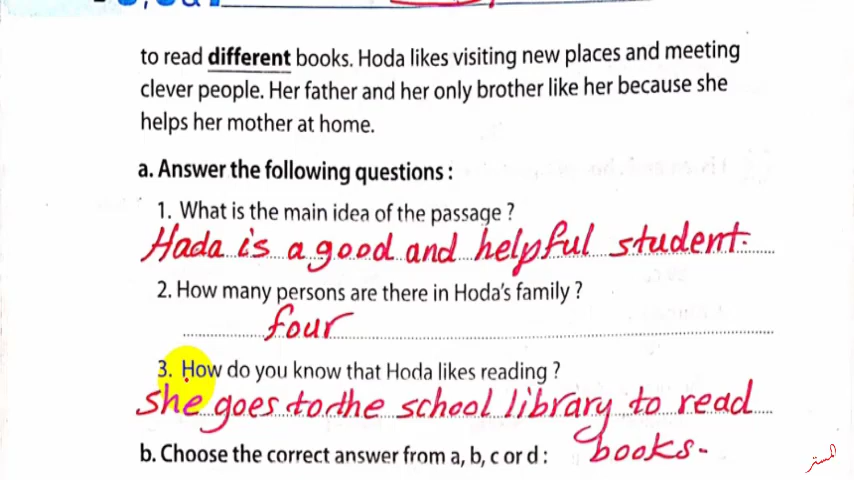 to read different books. Hoda likes visiting new places and meeting
clever people. Her father and her only brother like her because she
helps her mother at home.
a. Answer the following questions :
1. What is the main idea of the passage ?
Hada is a good and helpful student.
2. How many persons are there in Hoda's family ?
four
3. How do you know that Hoda likes reading ?
She goes to the school library to read
books.
b. Choose the correct answer from a, b, c or d :